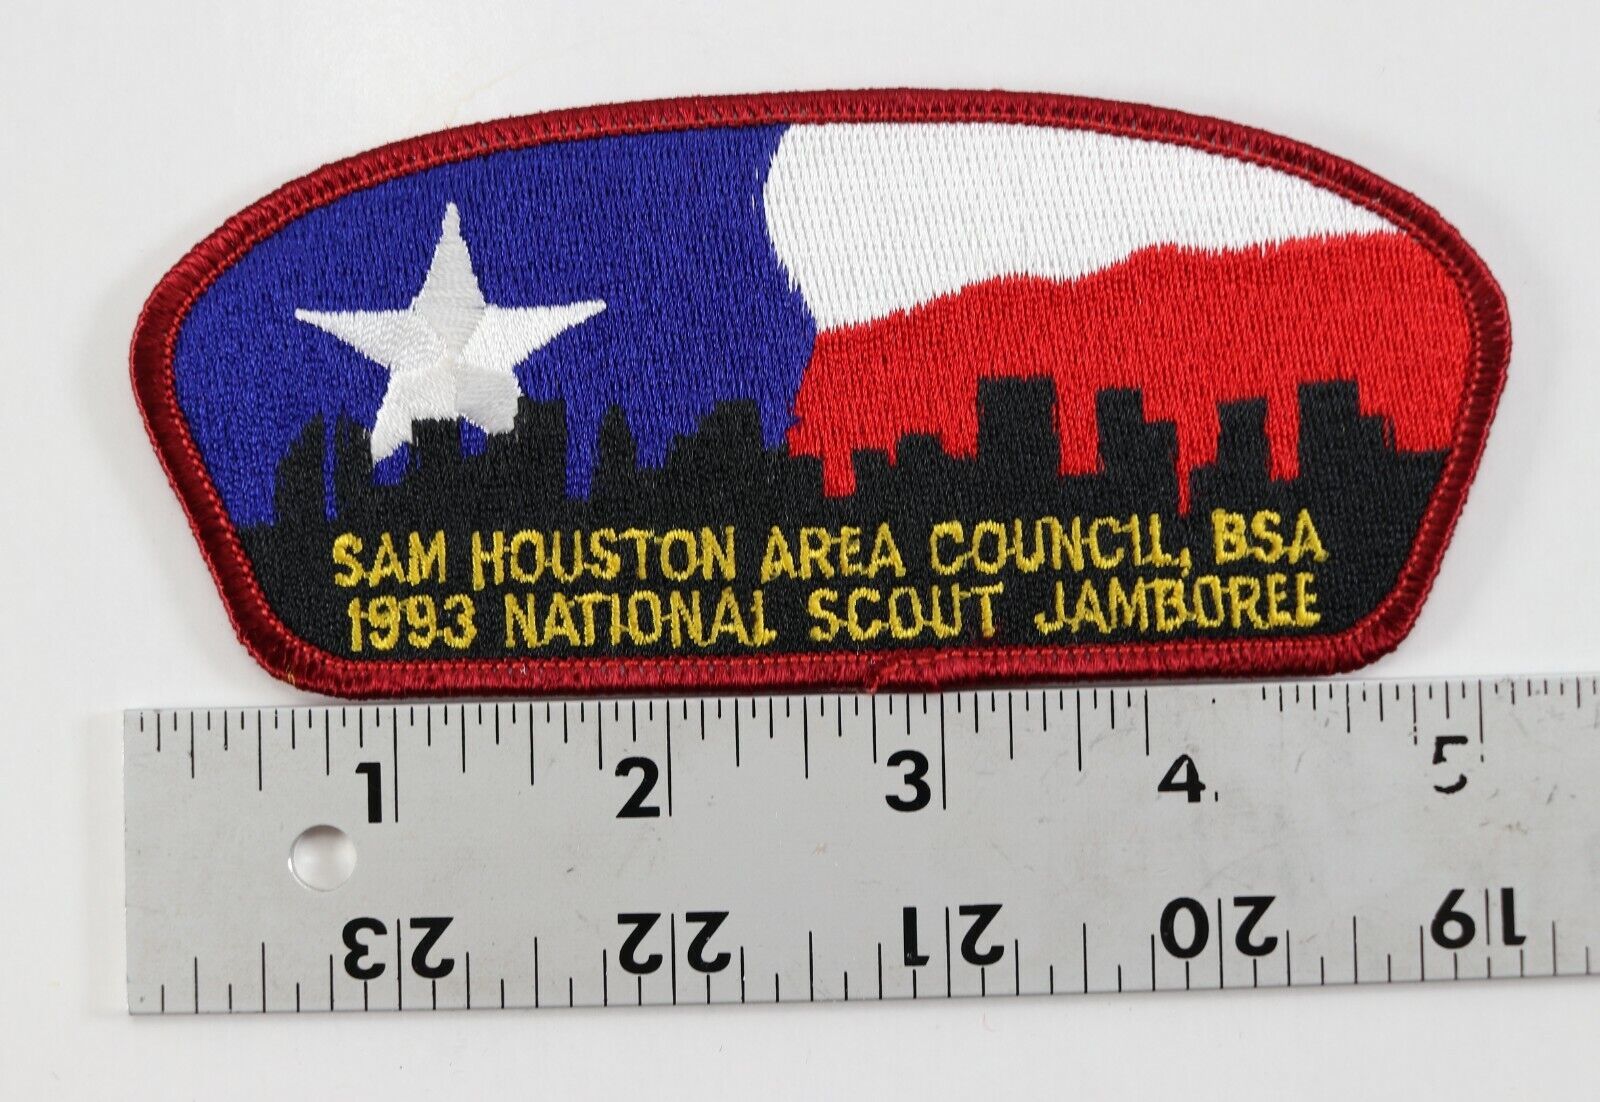 SAM HOUSTON AREA COUNCIL, BSA
1993 NATIONAL SCOUT JAMBOREE
1 2 3 4 5
23 22 21 20 19